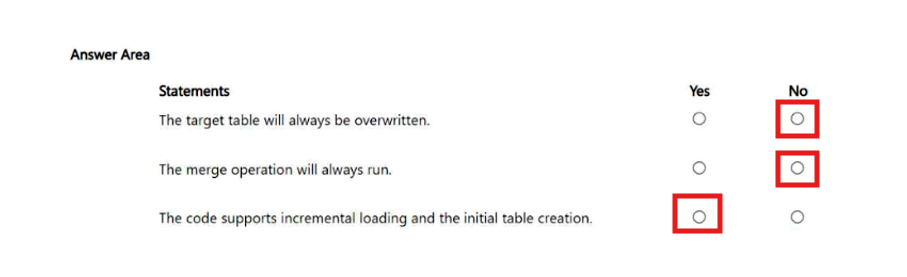 Answer Area
Statements Yes No
The target table will always be overwritten.
The merge operation will always run.
The code supports incremental loading and the initial table creation.